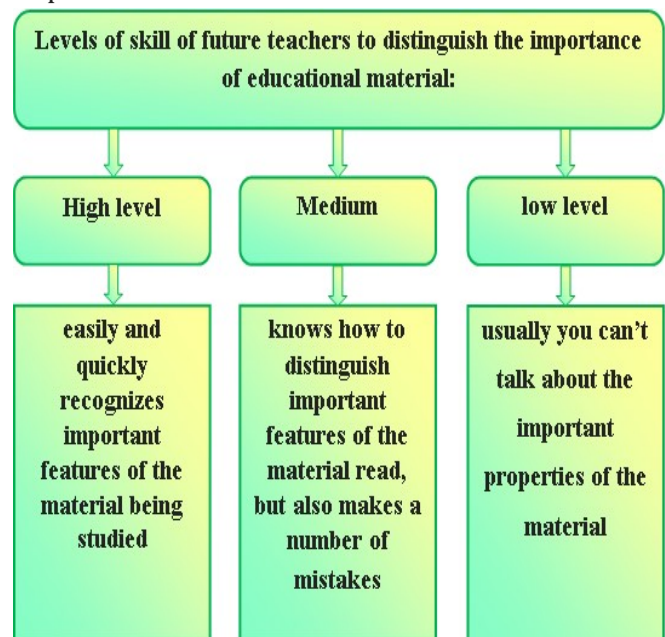 Levels of skill of future teachers to distinguish the importance
of educational material:
High level
Medium
low level
easily and
quickly
recognizes
important
features of the
material being
studied
knows how to
distinguish
important
features of the
material read,
but also makes a
number of
mistakes
usually you can’t
talk about the
important
properties of the
material